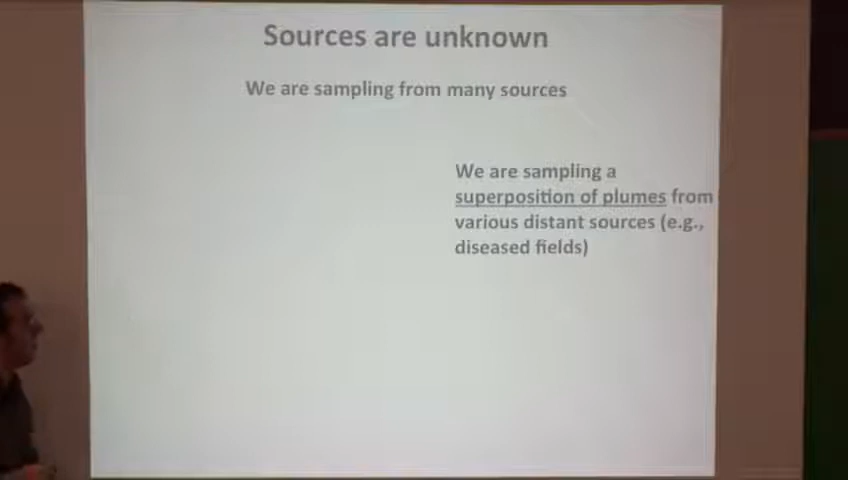 Sources are unknown
We are sampling from many sources
We are sampling a
superposition of plumes from
various distant sources (e.g.,
diseased fields)